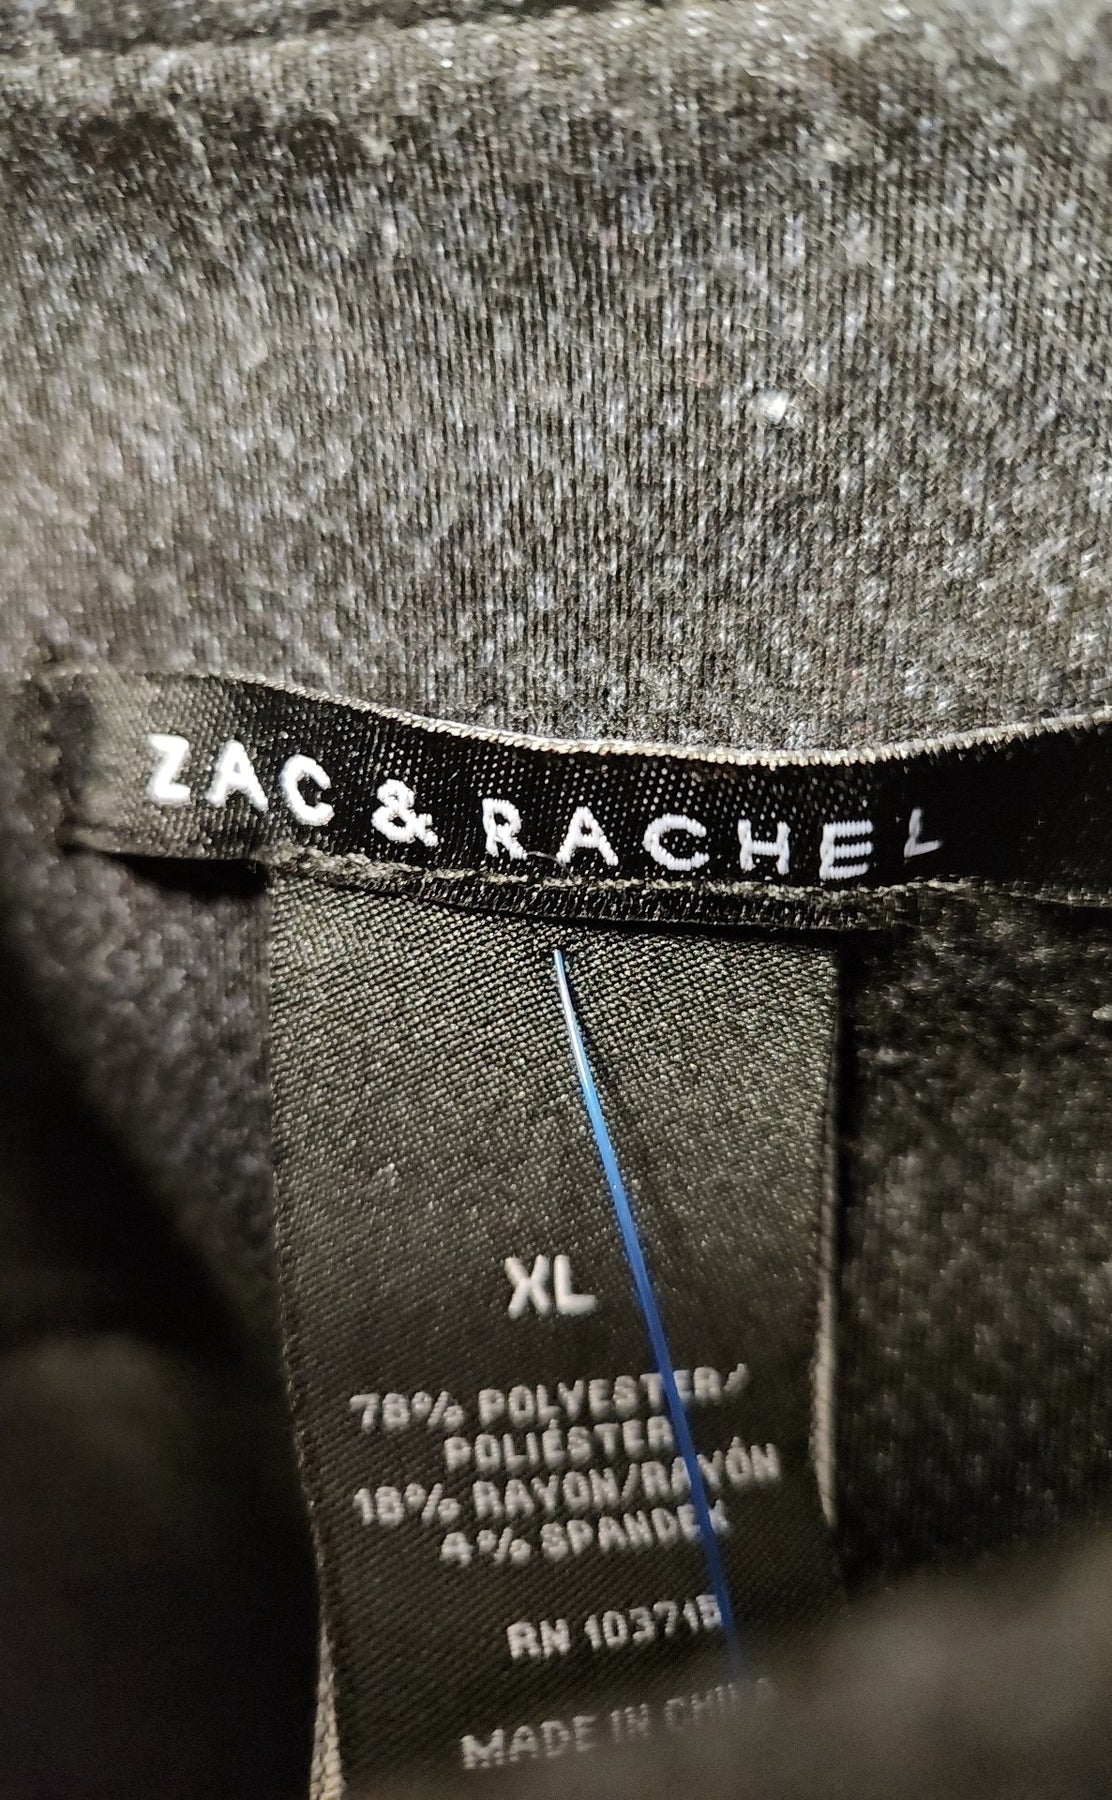 ZAC & RACHEL
XL
78% POLYESTER/
POLIÉSTER
18% RAYON/RAYÓN
4% SPANDEX
RN 103715
MADE IN CHINA